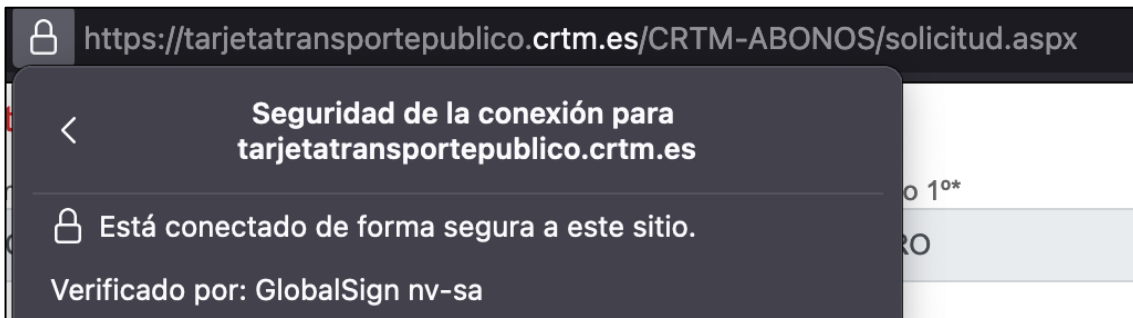 https://tarjetatransportepublico.crtm.es/CRTM-ABONOS/solicitud.aspx
Seguridad de la conexión para
tarjetatransportepublico.crtm.es
o 1º*
Está conectado de forma segura a este sitio.
RO
Verificado por: GlobalSign nv-sa